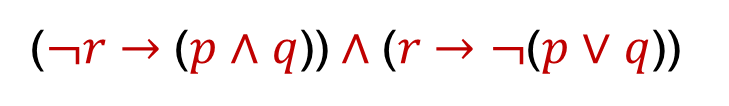 (¬r → (p ∧ q)) ∧ (r → ¬(p ∨ q))